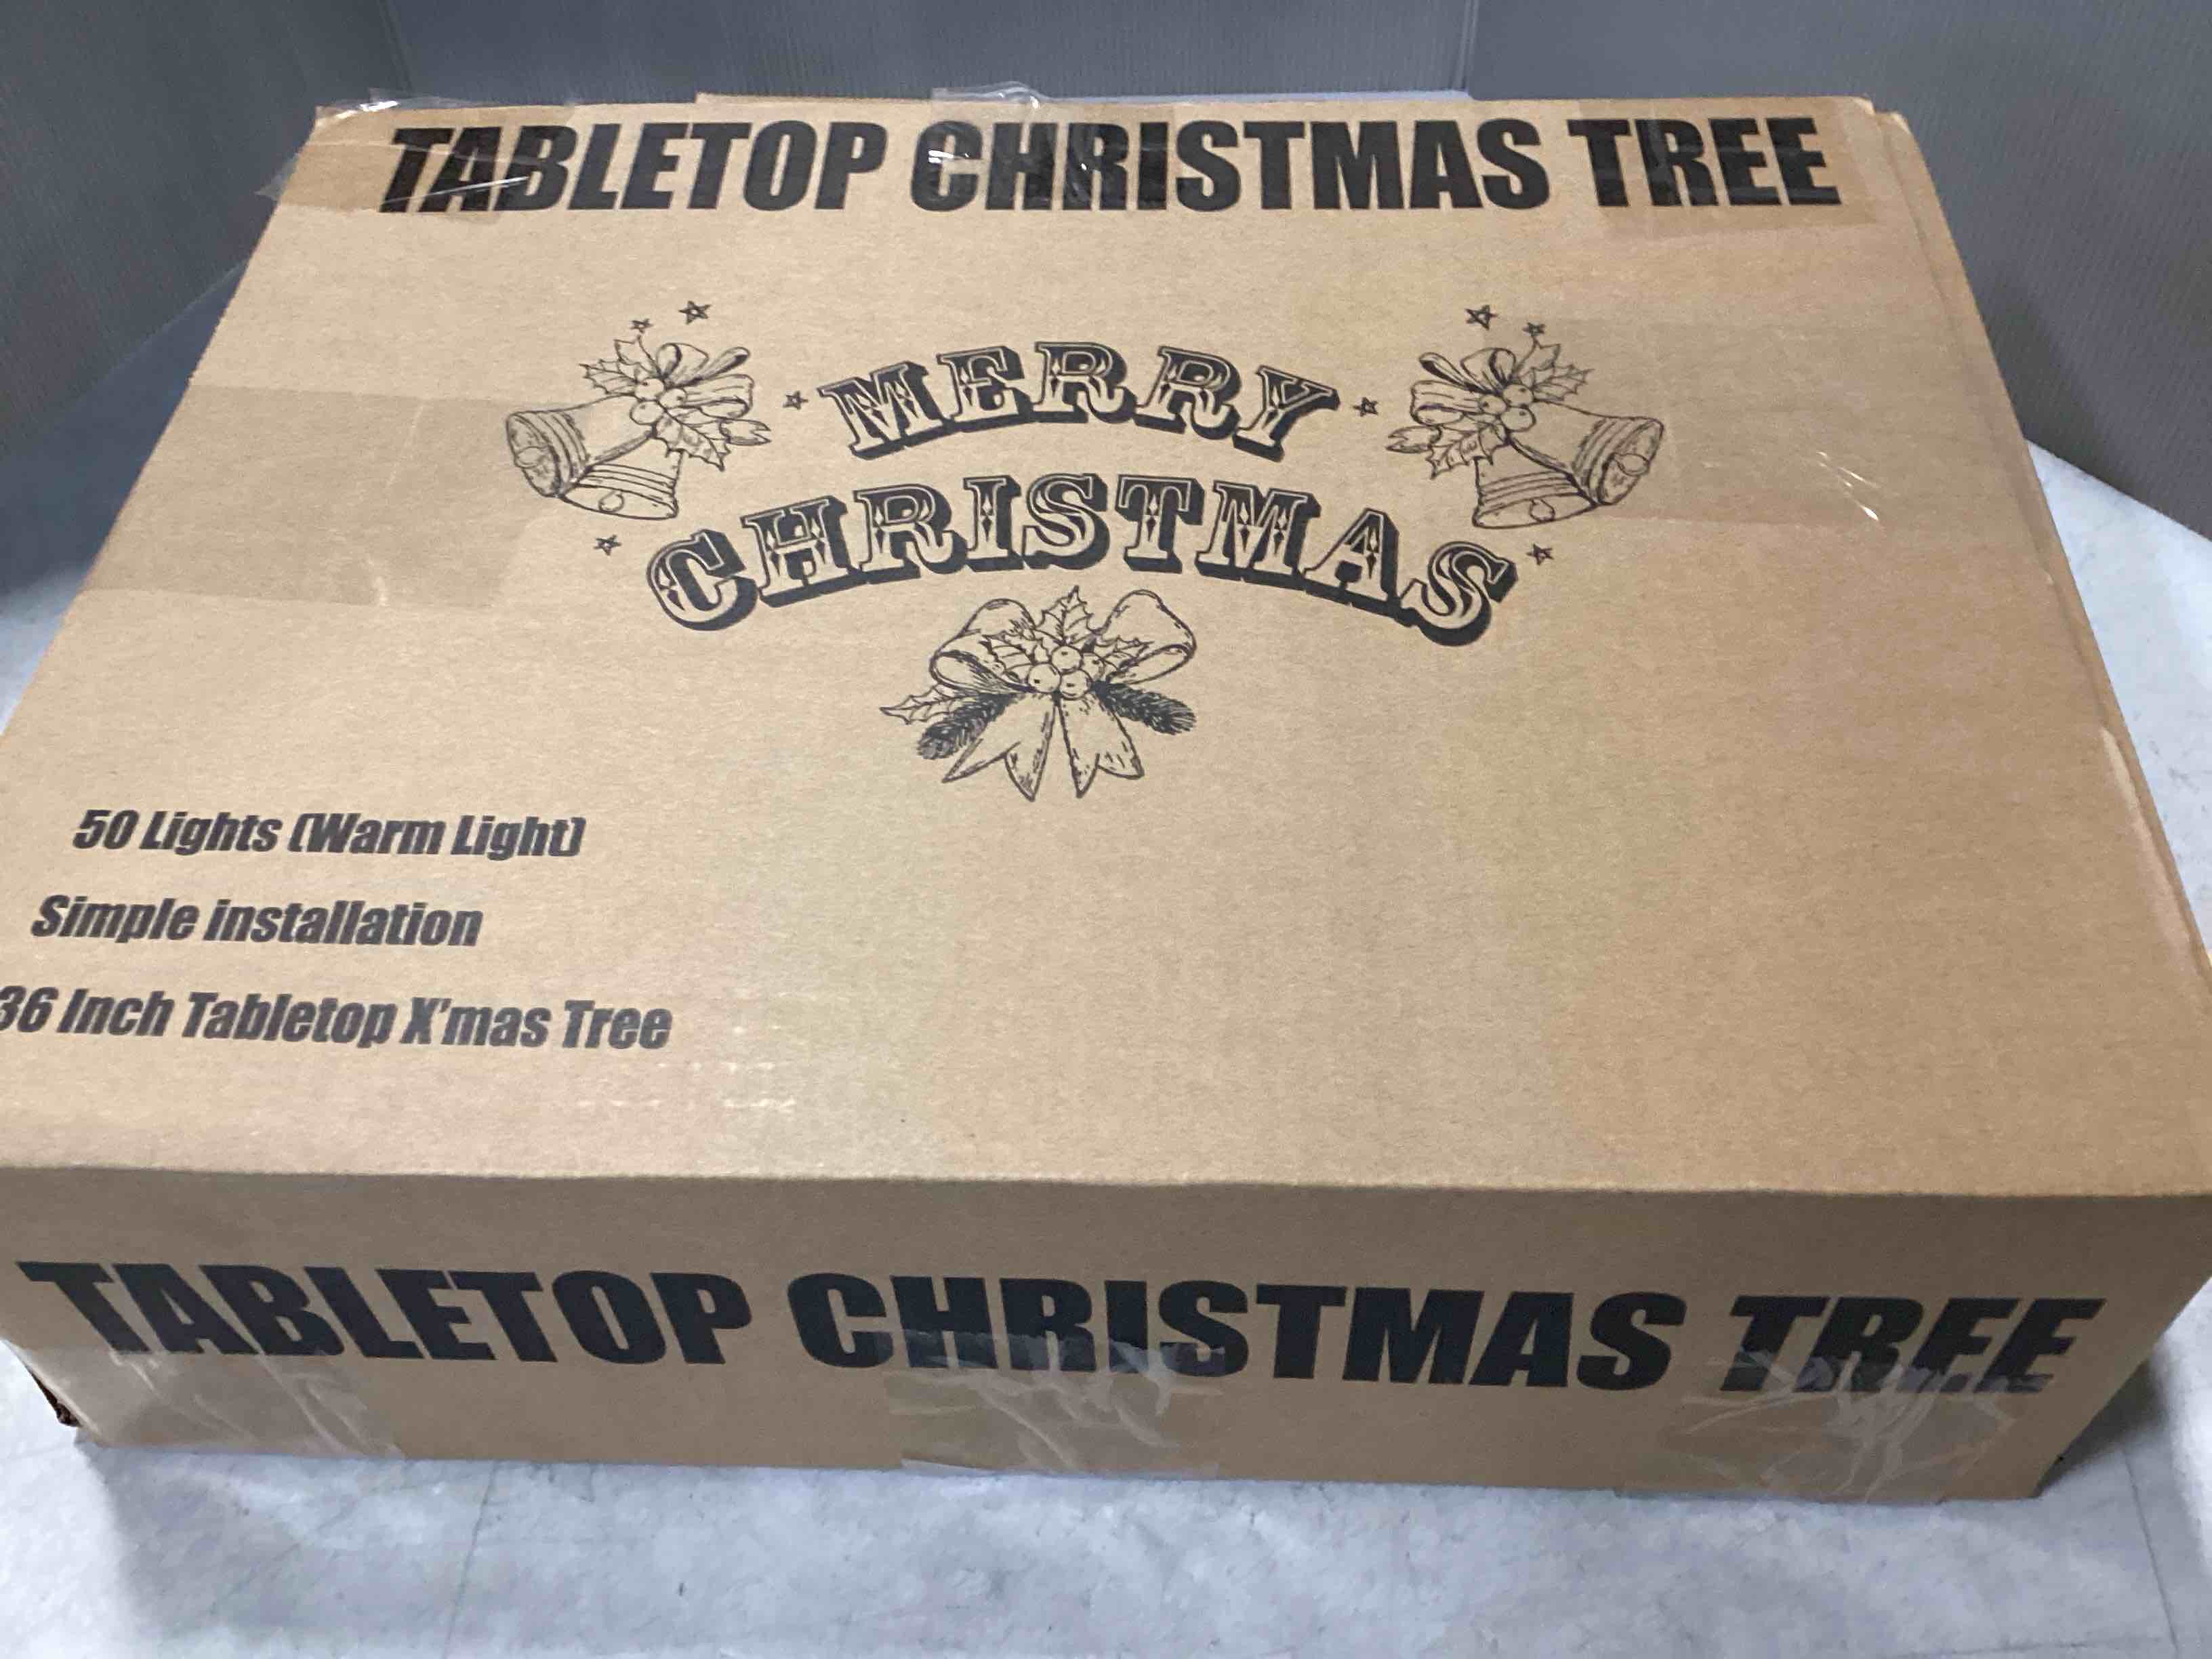 TABLETOP CHRISTMAS TREE
MERRY
CHRISTMAS
50 Lights (Warm Light)
Simple installation
36 Inch Tabletop X'mas Tree
TABLETOP CHRISTMAS TREE